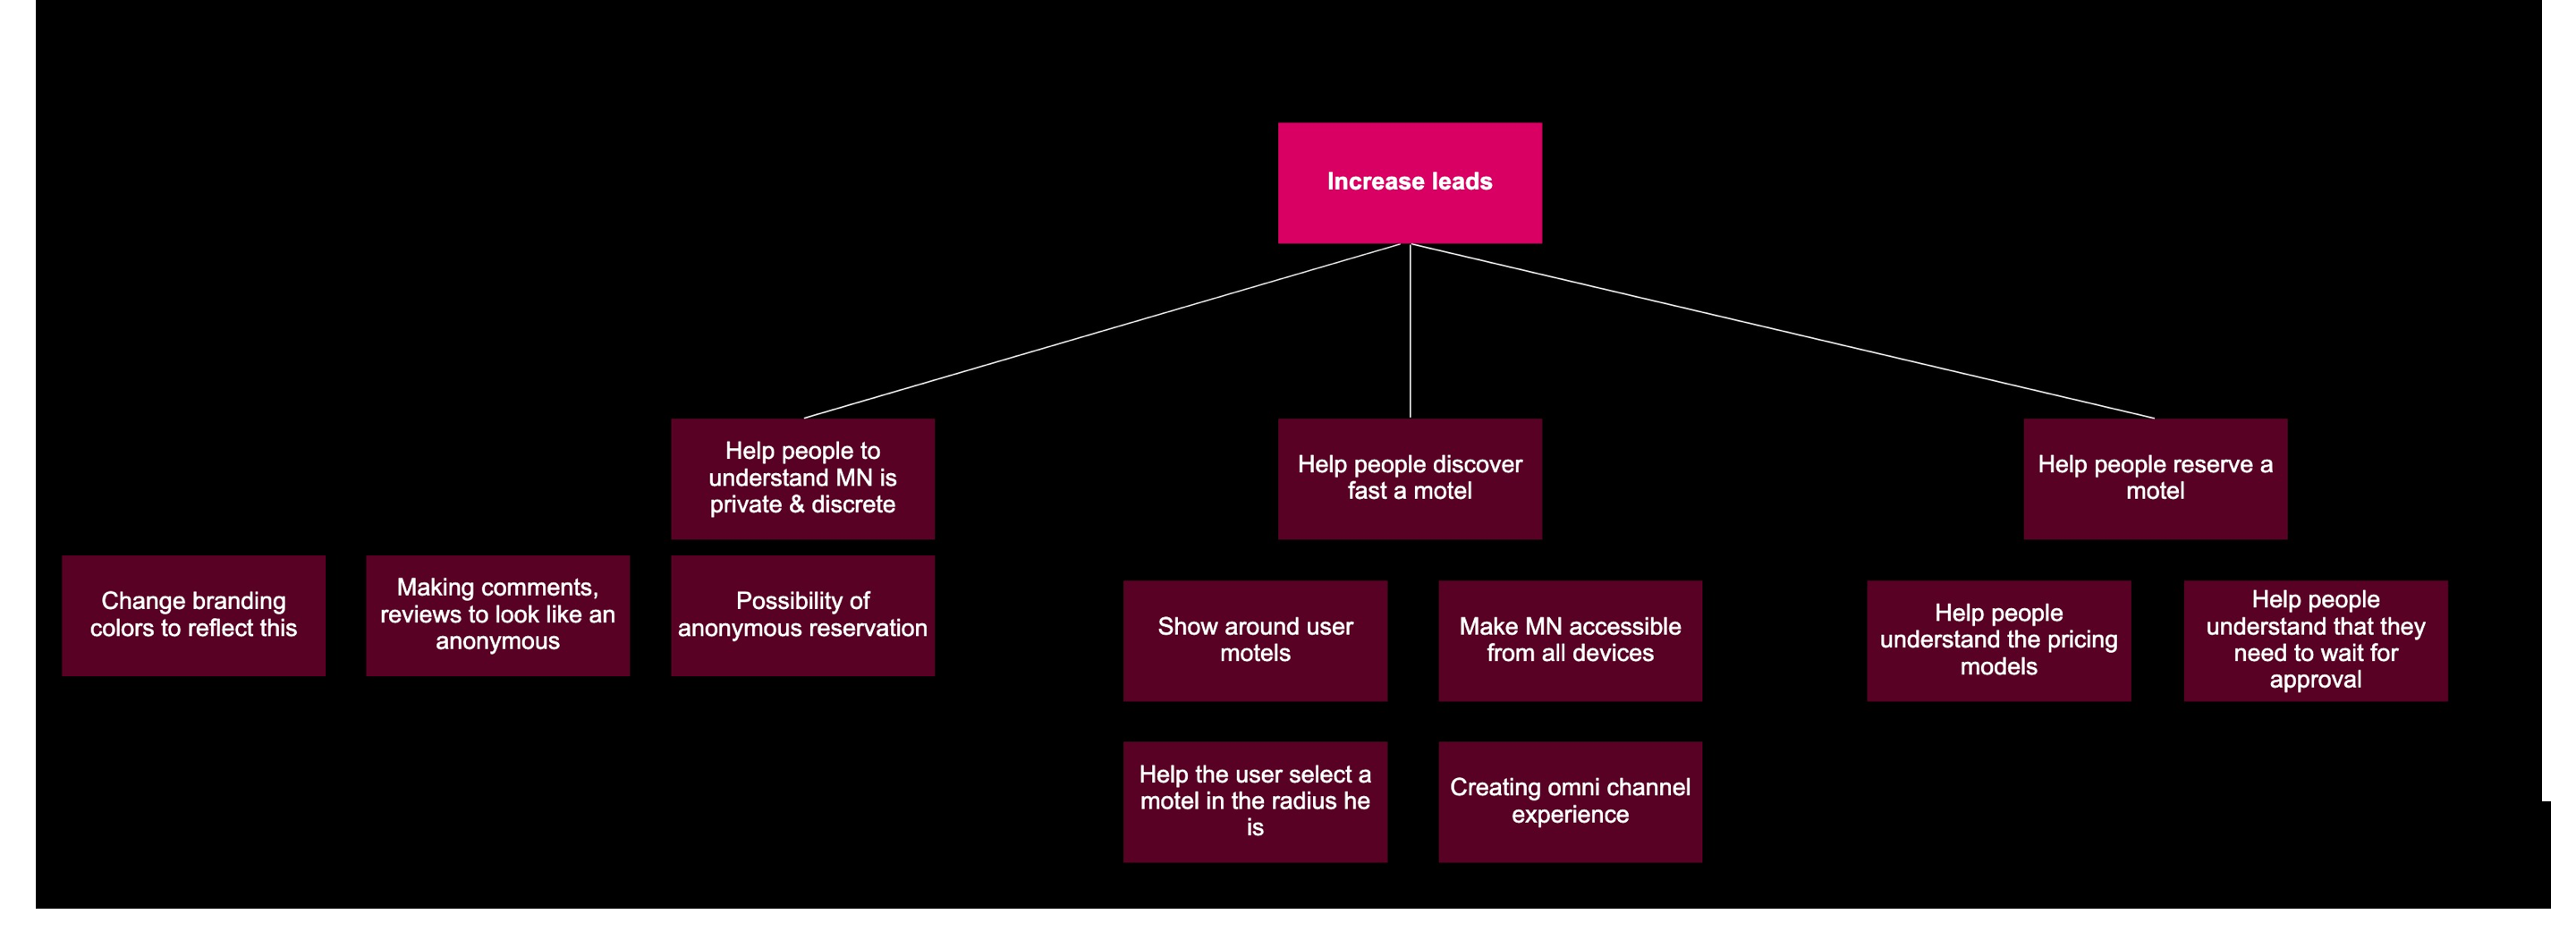 Increase leads
Help people to
understand MN is
private & discrete
Help people discover
fast a motel
Help people reserve a
motel
Change branding
colors to reflect this
Making comments,
reviews to look like an
anonymous
Possibility of
anonymous reservation
Show around user
motels
Make MN accessible
from all devices
Help people
understand the pricing
models
Help people
understand that they
need to wait for
approval
Help the user select a
motel in the radius he
is
Creating omni channel
experience